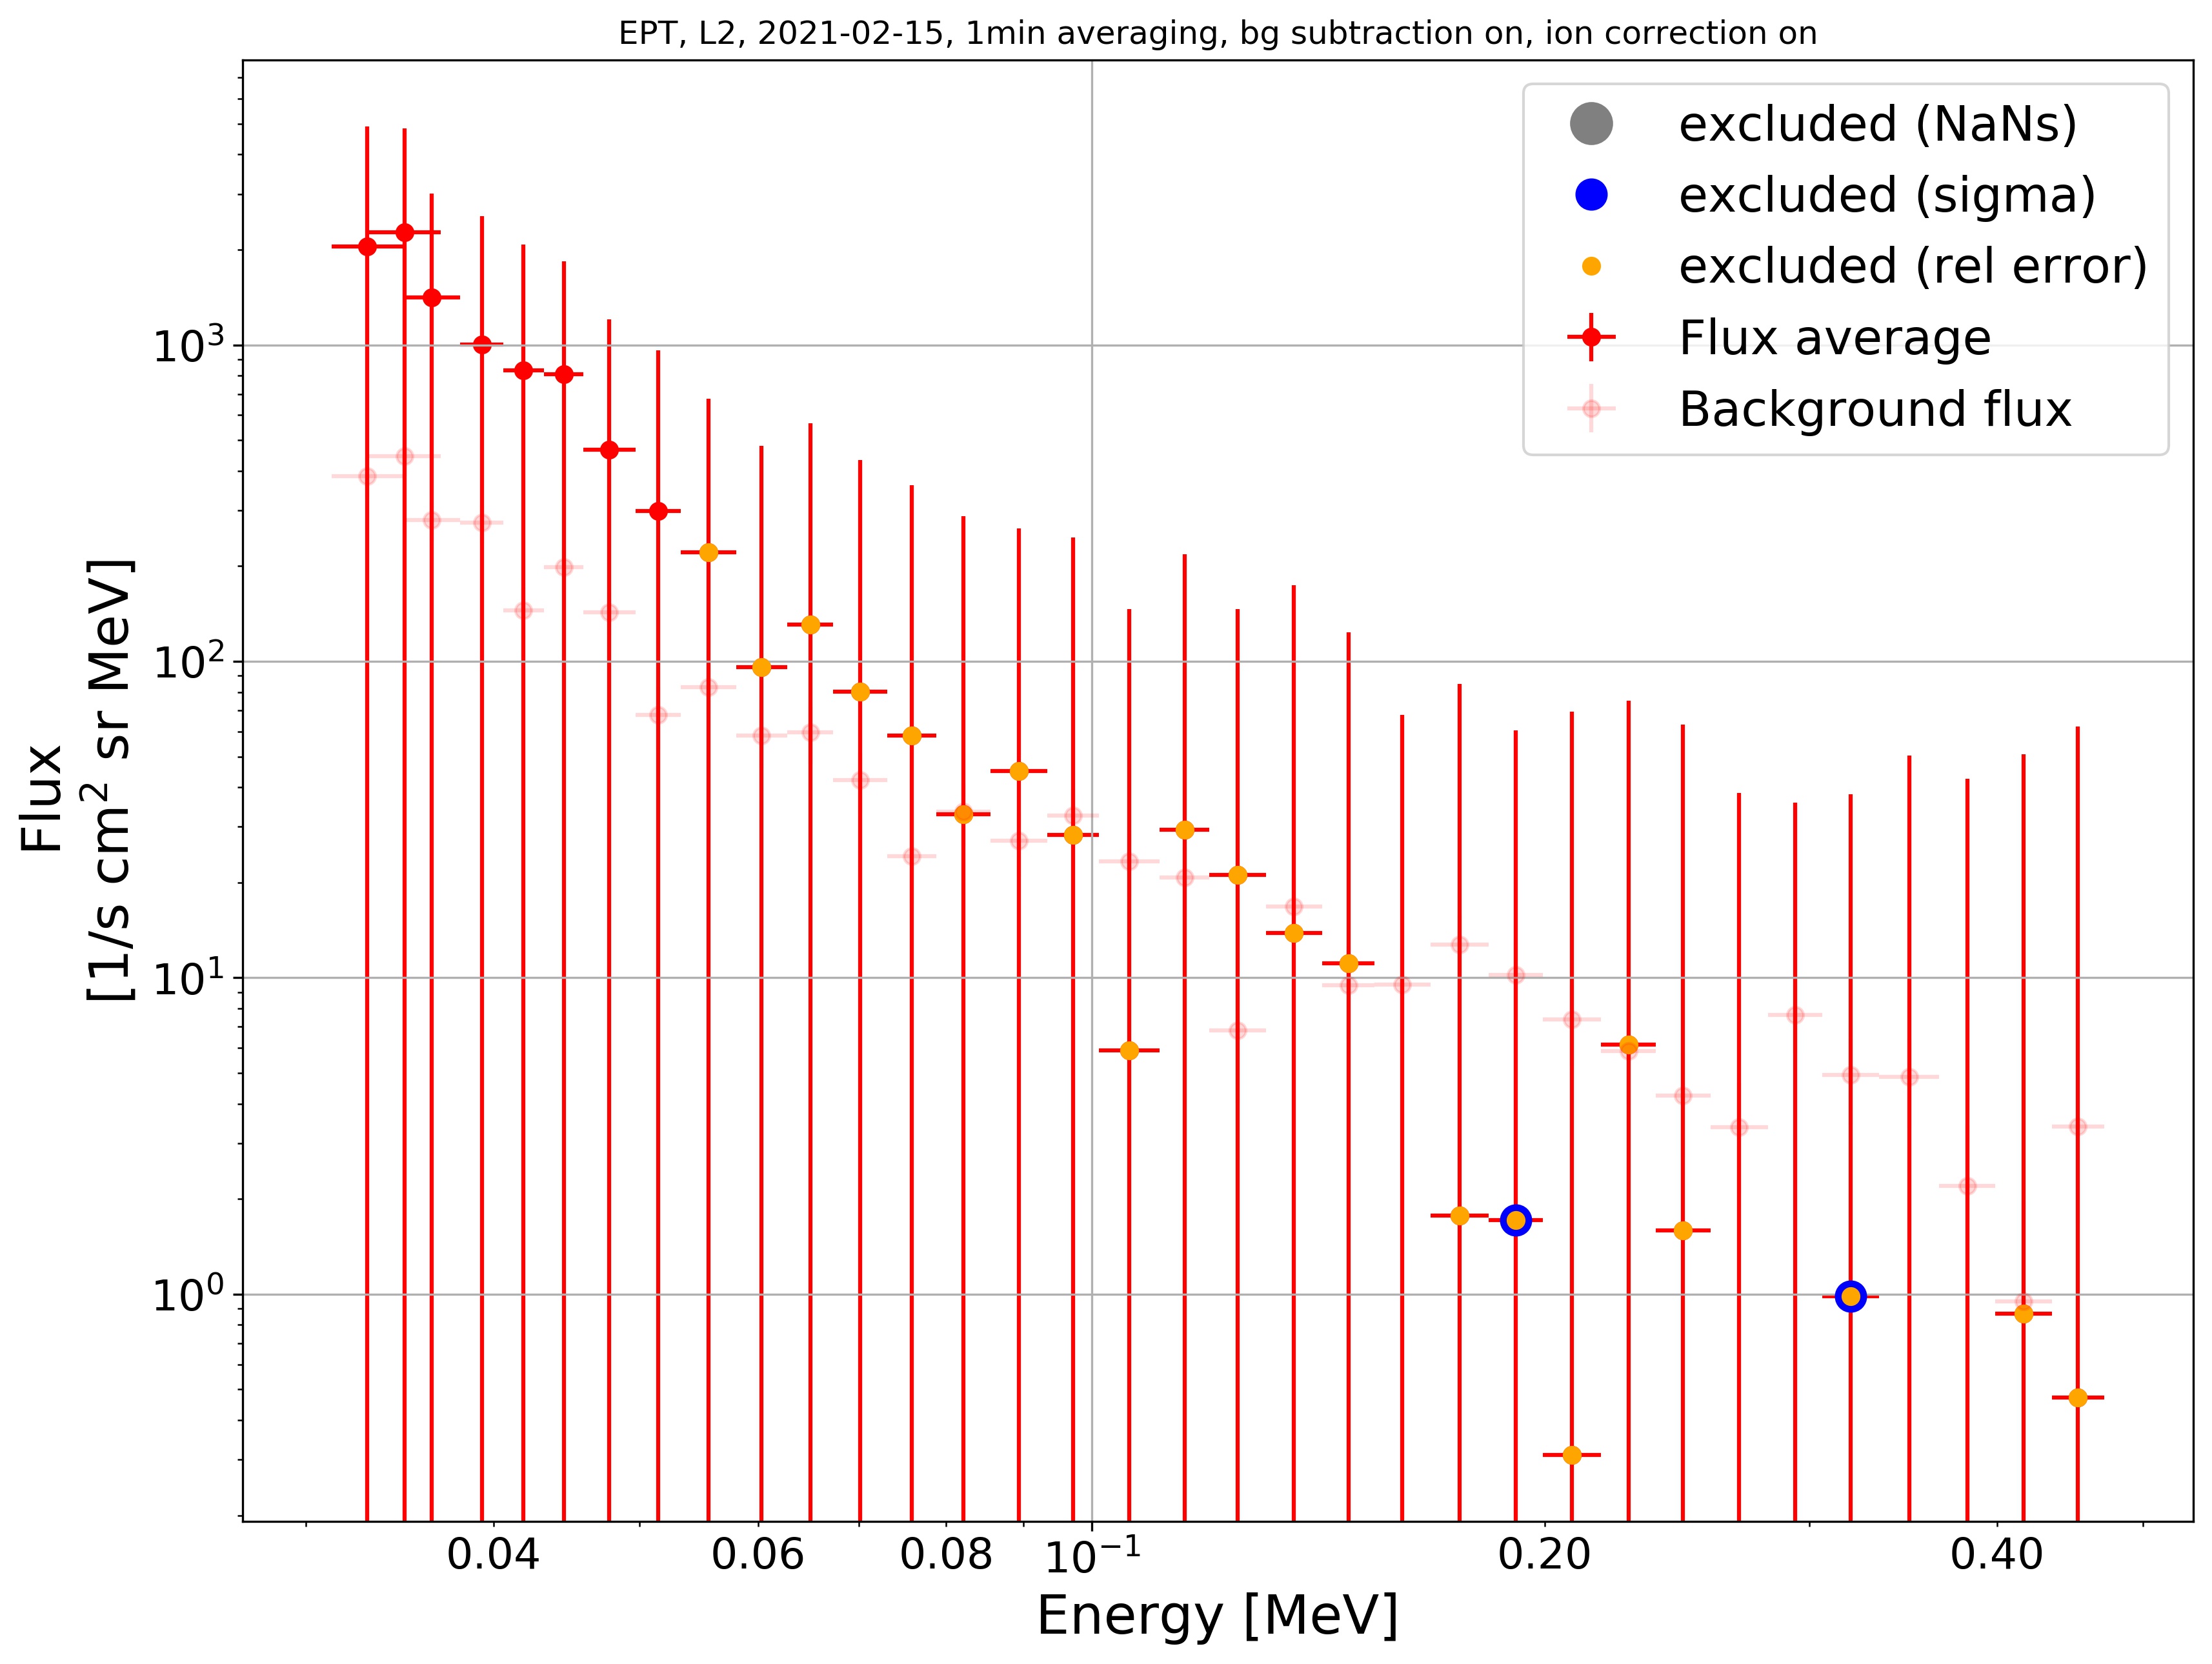 EPT, L2, 2021-02-15, 1min averaging, bg subtraction on, ion correction on
excluded (NaNs)
excluded (sigma)
excluded (rel error)
Flux average
Background flux
Flux
[1/s cm² sr MeV]
10³
10²
10¹
10⁰
0.04
0.06
0.08
10⁻¹
0.20
0.40
Energy [MeV]